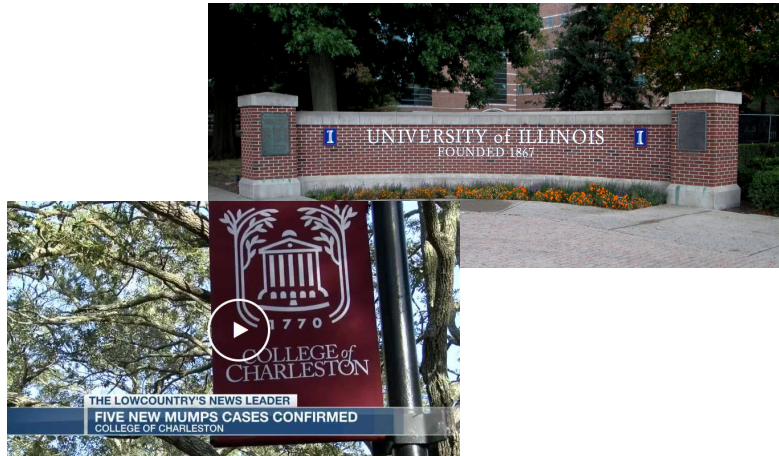 I
UNIVERSITY of ILLINOIS
I
FOUNDED 1867
1770
COLLEGE of
CHARLESTON
THE LOWCOUNTRY'S NEWS LEADER
FIVE NEW MUMPS CASES CONFIRMED
COLLEGE OF CHARLESTON